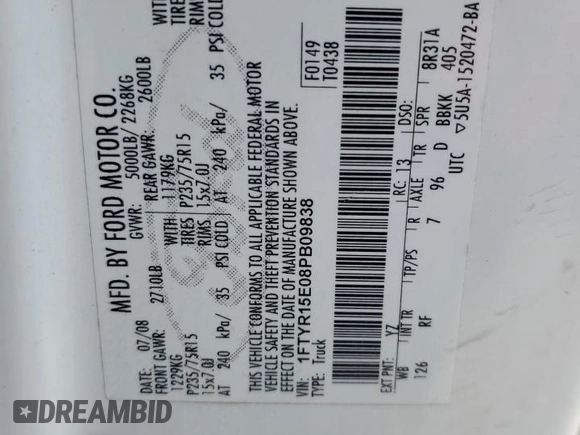 MFD. BY FORD MOTOR CO.
DATE: 07/08 GVWR: 5000LB/ 2268KG
FRONT GAWR: 2710LB REAR GAWR: 2600LB
1229KG WITH 1179KG WITH
P235/75R15 TIRES P235/75R15 TIRES
15x7.0J RIMS 15x7.0J RIMS
AT 240 kPa/ 35 PSI COLD AT 240 kPa/ 35 PSI COLD
THIS VEHICLE CONFORMS TO ALL APPLICABLE FEDERAL MOTOR
VEHICLE SAFETY AND THEFT PREVENTION STANDARDS IN
EFFECT ON THE DATE OF MANUFACTURE SHOWN ABOVE.
VIN: 1FTYR15E08PB09838 F0149
TYPE: Truck T0438
EXT PNT: YZ RC: 13 DSO:
WB INT TR TP/PS R AXLE TR SPR 8R31A
126 RF 7 96 D BBKK 405
UTC ▽5U5A-1520472-BA
DREAMBID